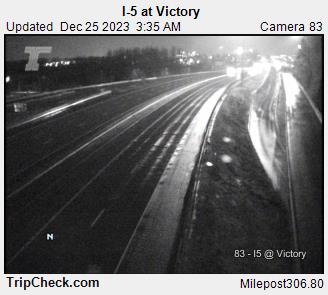 I-5 at Victory
Updated Dec 25 2023 3:35 AM Camera 83
T
N
83 - I5 @ Victory
TripCheck.com Milepost306.80